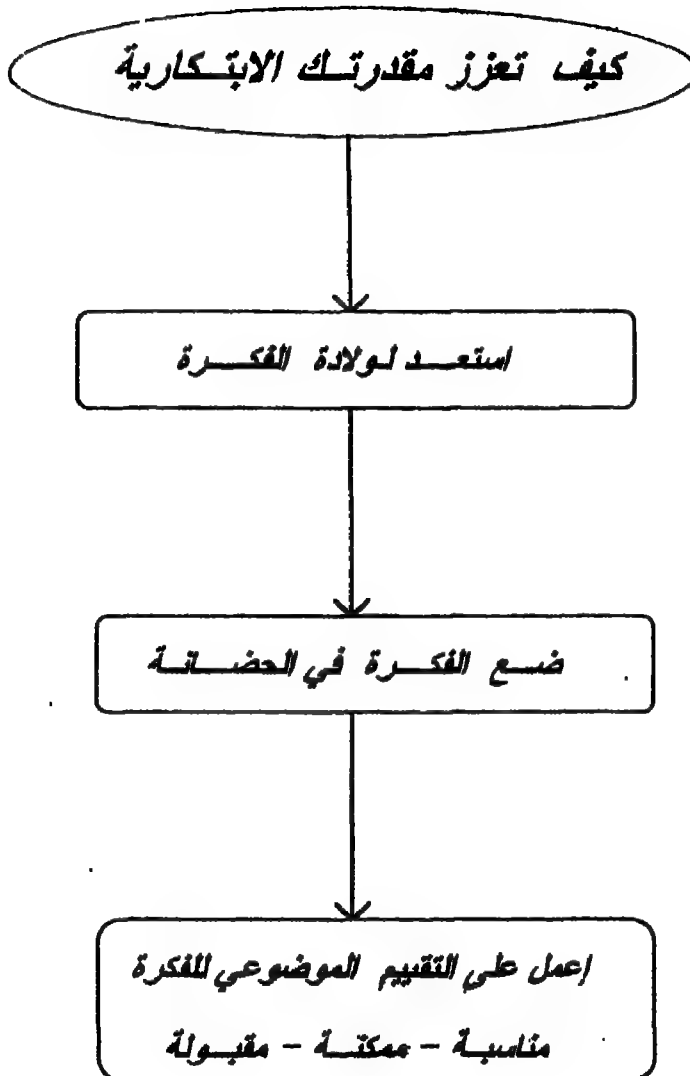 كيف تعزز مقدرتك الابتكارية
استعد لولادة الفكرة
ضع الفكرة في الحضانة
إعمل على التقييم الموضوعي للفكرة
مناسبة - ممكنة - مقبولة